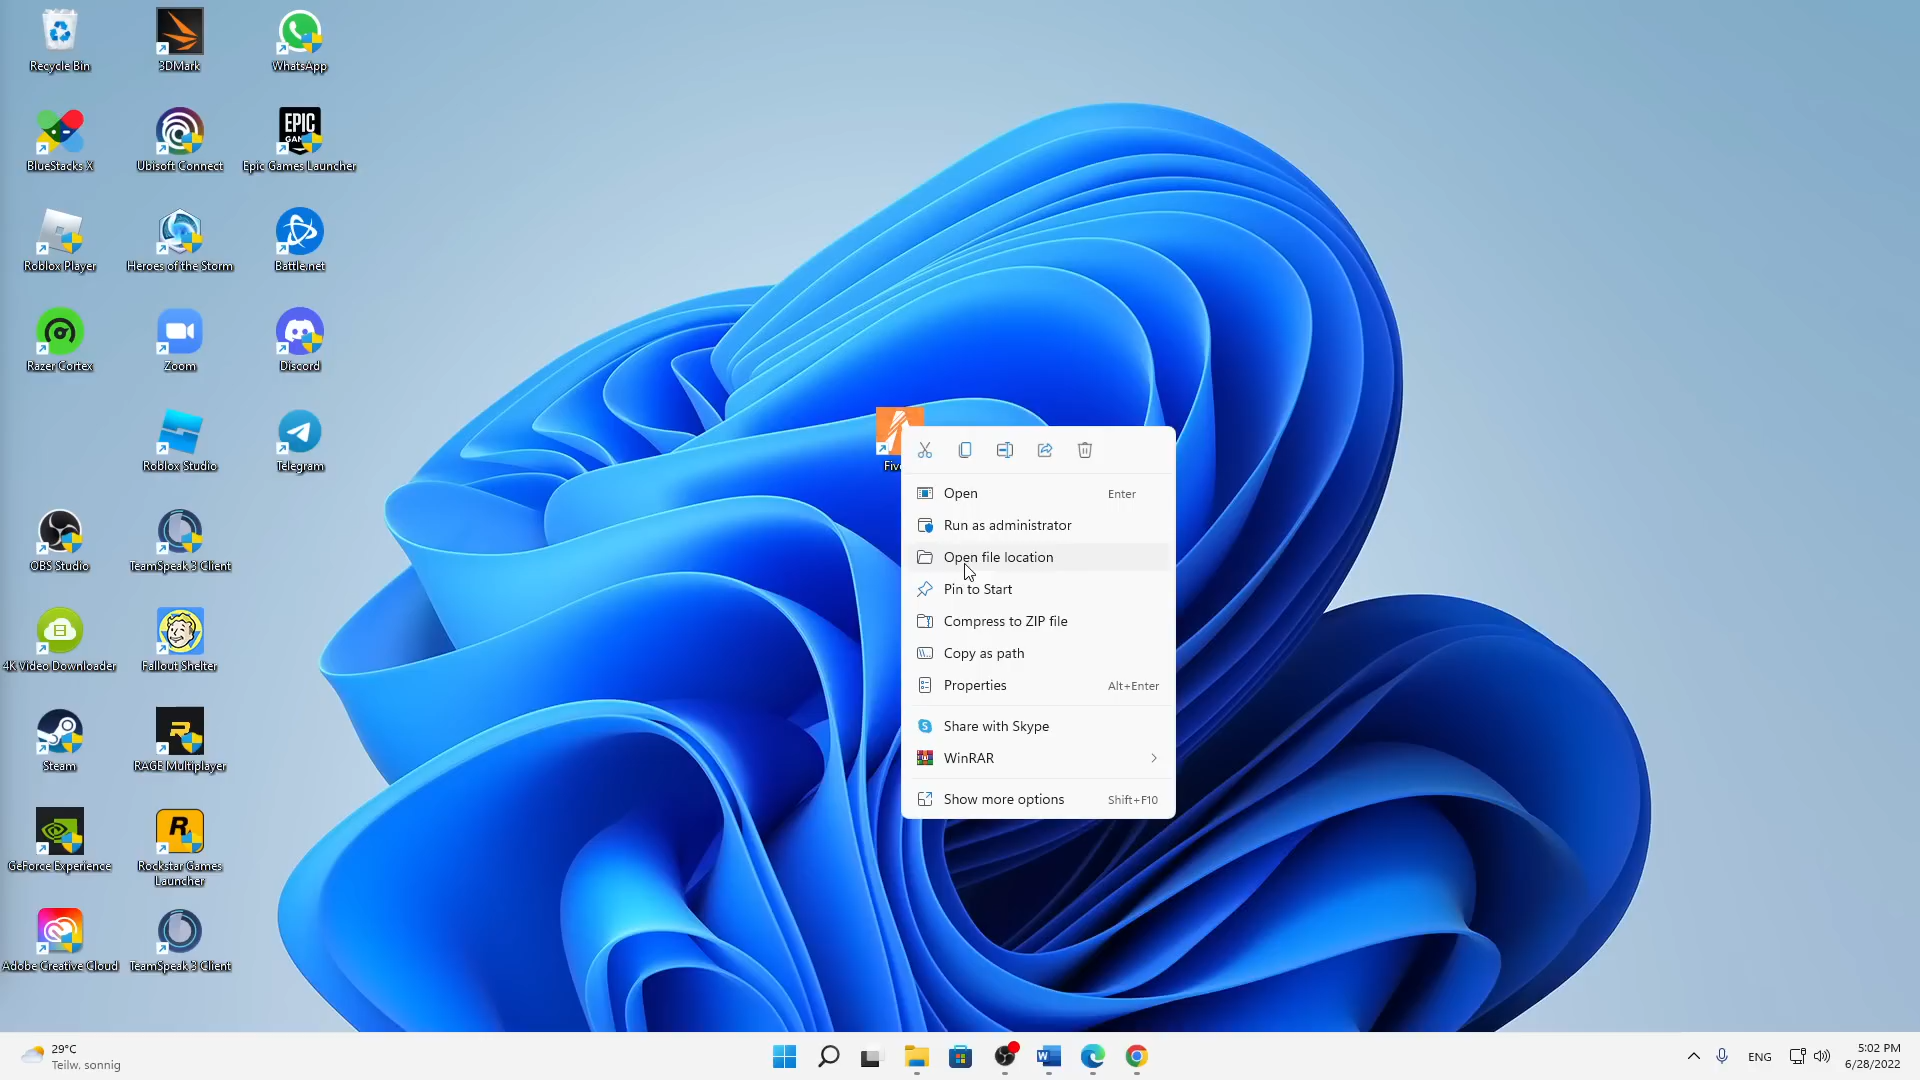 Recycle Bin
3DMark
WhatsApp
BlueStacks X
Ubisoft Connect
EPIC
Epic Games Launcher
Roblox Player
Heroes of the Storm
Battle.net
Razer Cortex
Zoom
Discord
Roblox Studio
Telegram
OBS Studio
TeamSpeak 3 Client
4K Video Downloader
Fallout Shelter
Steam
RAGE Multiplayer
GeForce Experience
Rockstar Games
Launcher
Adobe Creative Cloud
TeamSpeak 3 Client
Open Enter
Run as administrator
Open file location
Pin to Start
Compress to ZIP file
Copy as path
Properties Alt+Enter
Share with Skype
WinRAR
Show more options Shift+F10
29°C
Teilw. sonnig
ENG
5:02 PM
6/28/2022